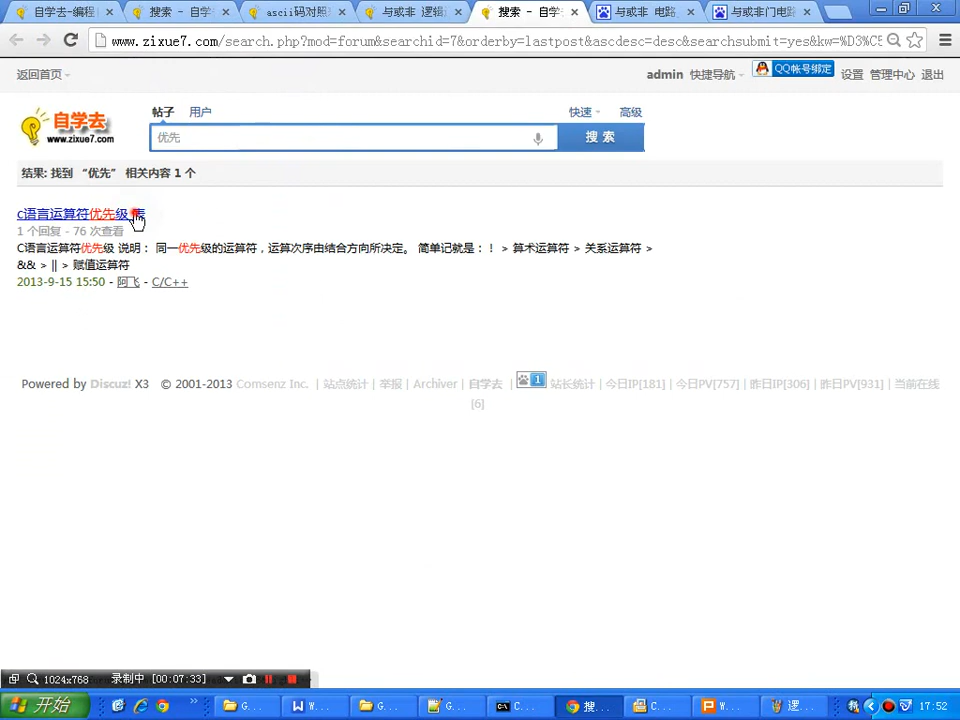 自学去-编程
搜索 - 自学
ascii码对照
与或非 逻辑
搜索 - 自学
与或非 电路
与或非门电路
www.zixue7.com/search.php?mod=forum&searchid=7&orderby=lastpost&ascdesc=desc&searchsubmit=yes&kw=%D3%C5
返回首页
admin 快捷导航 QQ帐号绑定 设置 管理中心 退出
自学去
www.zixue7.com
帖子 用户 快速 高级
优先
搜 索
结果: 找到 “优先” 相关内容 1 个
c语言运算符优先级 表
1 个回复 - 76 次查看
C语言运算符优先级 说明： 同一优先级的运算符，运算次序由结合方向所决定。 简单记就是：！ > 算术运算符 > 关系运算符 >
&& > || > 赋值运算符
2013-9-15 15:50 - 阿飞 - C/C++
Powered by Discuz! X3 © 2001-2013 Comsenz Inc. | 站点统计 | 举报 | Archiver | 自学去 | 1 站长统计 | 今日IP[181] | 今日PV[757] | 昨日IP[306] | 昨日PV[931] | 当前在线
[6]
1024x768 录制中 [00:07:33]
开始
G...
W...
G...
G...
C...
搜...
C...
W...
逻...
17:52